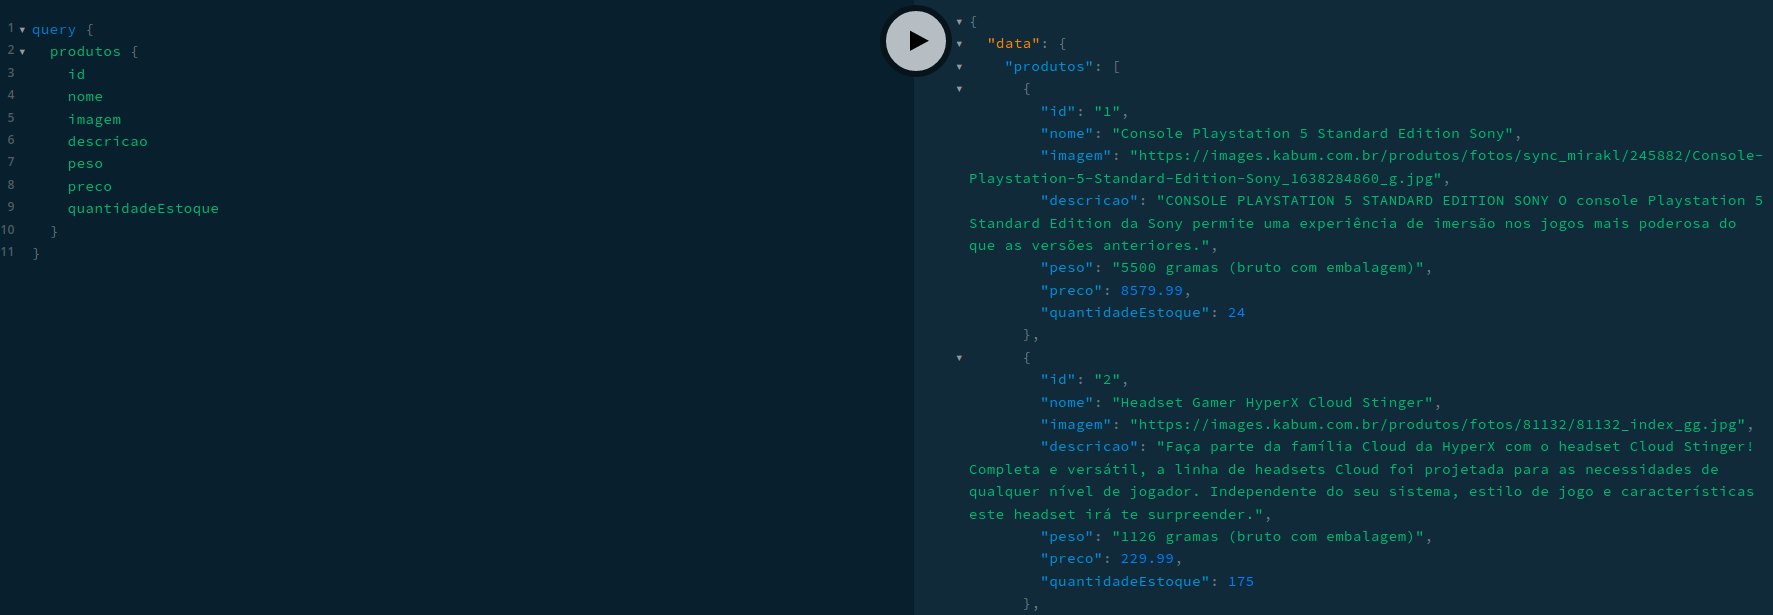 1 query {
2 produtos {
3 id
4 nome
5 imagem
6 descricao
7 peso
8 preco
9 quantidadeEstoque
10 }
11 }
{
"data": {
"produtos": [
{
"id": "1",
"nome": "Console Playstation 5 Standard Edition Sony",
"imagem": "https://images.kabum.com.br/produtos/fotos/sync_mirakl/245882/Console-
Playstation-5-Standard-Edition-Sony_1638284860_g.jpg",
"descricao": "CONSOLE PLAYSTATION 5 STANDARD EDITION SONY O console Playstation 5
Standard Edition da Sony permite uma experiência de imersão nos jogos mais poderosa do
que as versões anteriores.",
"peso": "5500 gramas (bruto com embalagem)",
"preco": 8579.99,
"quantidadeEstoque": 24
},
{
"id": "2",
"nome": "Headset Gamer HyperX Cloud Stinger",
"imagem": "https://images.kabum.com.br/produtos/fotos/81132/81132_index_gg.jpg",
"descricao": "Faça parte da família Cloud da HyperX com o headset Cloud Stinger!
Completa e versátil, a linha de headsets Cloud foi projetada para as necessidades de
qualquer nível de jogador. Independente do seu sistema, estilo de jogo e características
este headset irá te surpreender.",
"peso": "1126 gramas (bruto com embalagem)",
"preco": 229.99,
"quantidadeEstoque": 175
},